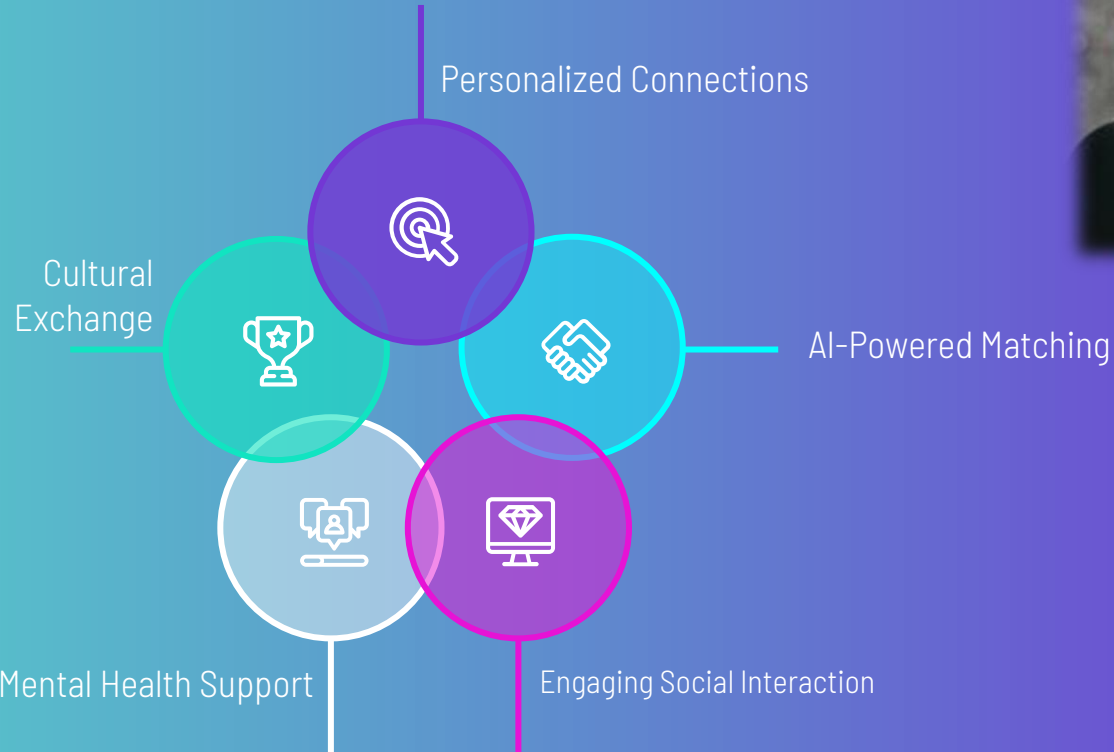 Personalized Connections
Cultural
Exchange
AI-Powered Matching
Mental Health Support
Engaging Social Interaction